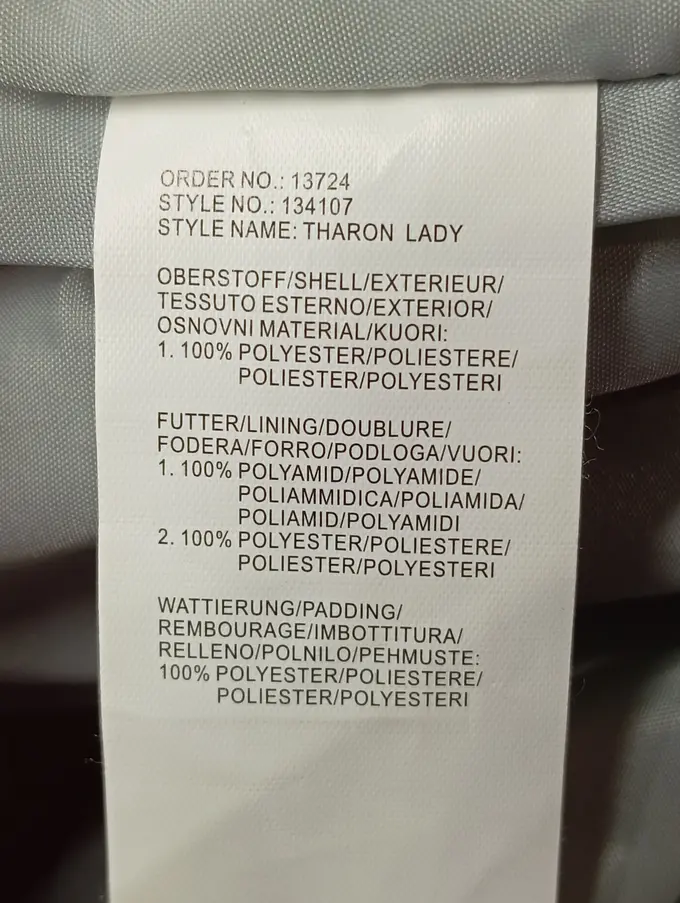 ORDER NO.: 13724
STYLE NO.: 134107
STYLE NAME: THARON LADY
OBERSTOFF/SHELL/EXTERIEUR/
TESSUTO ESTERNO/EXTERIOR/
OSNOVNI MATERIAL/KUORI:
1. 100% POLYESTER/POLIESTERE/
POLIESTER/POLYESTERI
FUTTER/LINING/DOUBLURE/
FODERA/FORRO/PODLOGA/VUORI:
1. 100% POLYAMID/POLYAMIDE/
POLIAMMIDICA/POLIAMIDA/
POLIAMID/POLYAMIDI
2. 100% POLYESTER/POLIESTERE/
POLIESTER/POLYESTERI
WATTIERUNG/PADDING/
REMBOURAGE/IMBOTTITURA/
RELLENO/POLNILO/PEHMUSTE:
100% POLYESTER/POLIESTERE/
POLIESTER/POLYESTERI